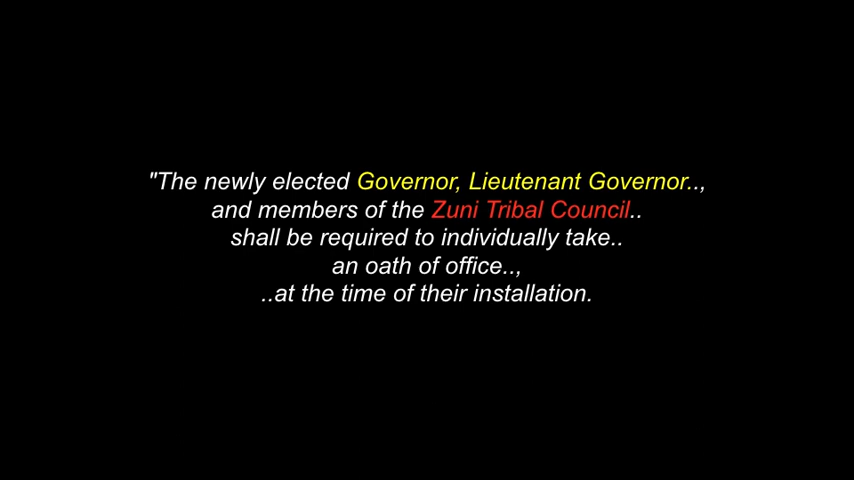 "The newly elected Governor, Lieutenant Governor..,
and members of the Zuni Tribal Council..
shall be required to individually take..
an oath of office..,
..at the time of their installation.